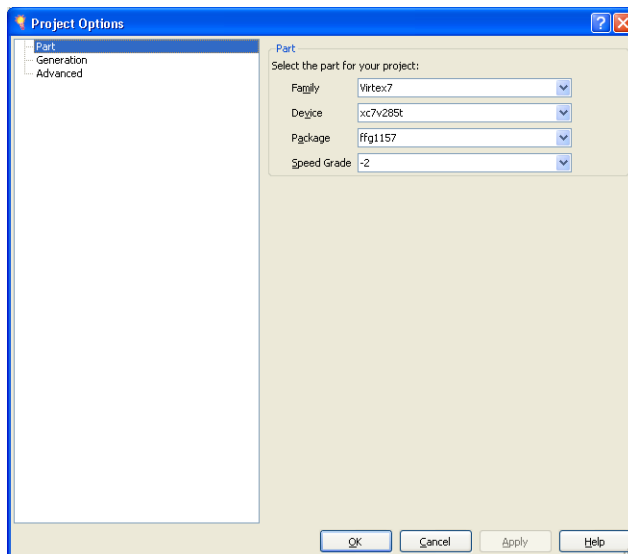 Project Options
Part
Generation
Advanced
Part
Select the part for your project:
Family Virtex7
Device xc7v285t
Package ffg1157
Speed Grade -2
OK Cancel Apply Help